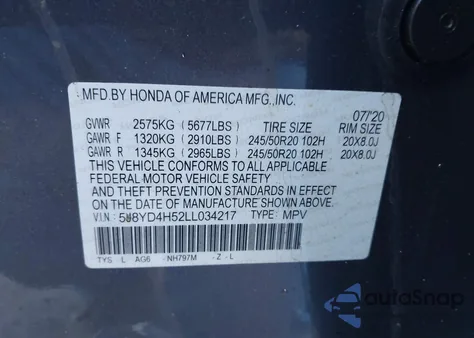 MFD.BY HONDA OF AMERICA MFG.,INC.
07/'20
GVWR 2575KG (5677LBS) TIRE SIZE RIM SIZE
GAWR F 1320KG (2910LBS) 245/50R20 102H 20X8.0J
GAWR R 1345KG (2965LBS) 245/50R20 102H 20X8.0J
THIS VEHICLE CONFORMS TO ALL APPLICABLE
FEDERAL MOTOR VEHICLE SAFETY
AND THEFT PREVENTION STANDARDS IN EFFECT
ON THE DATE OF MANUFACTURE SHOWN ABOVE.
V.I.N: 5J8YD4H52LL034217 TYPE: MPV
TYS L AG6 NH797M -Z-L
AutoSnap